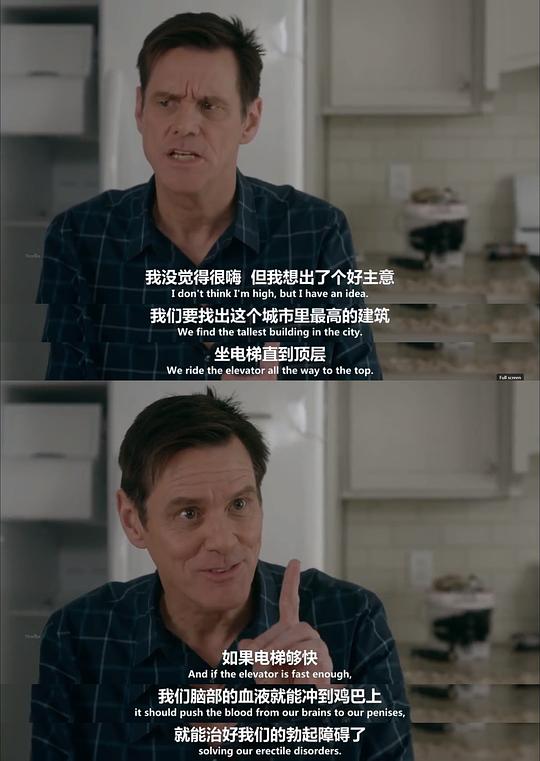 我没觉得很嗨 但我想出了个好主意
I don't think I'm high, but I have an idea.
我们要找出这个城市里最高的建筑
We find the tallest building in the city.
坐电梯直到顶层
We ride the elevator all the way to the top.
Full screen
如果电梯够快
And if the elevator is fast enough,
我们脑部的血液就能冲到鸡巴上
it should push the blood from our brains to our penises,
就能治好我们的勃起障碍了
solving our erectile disorders.